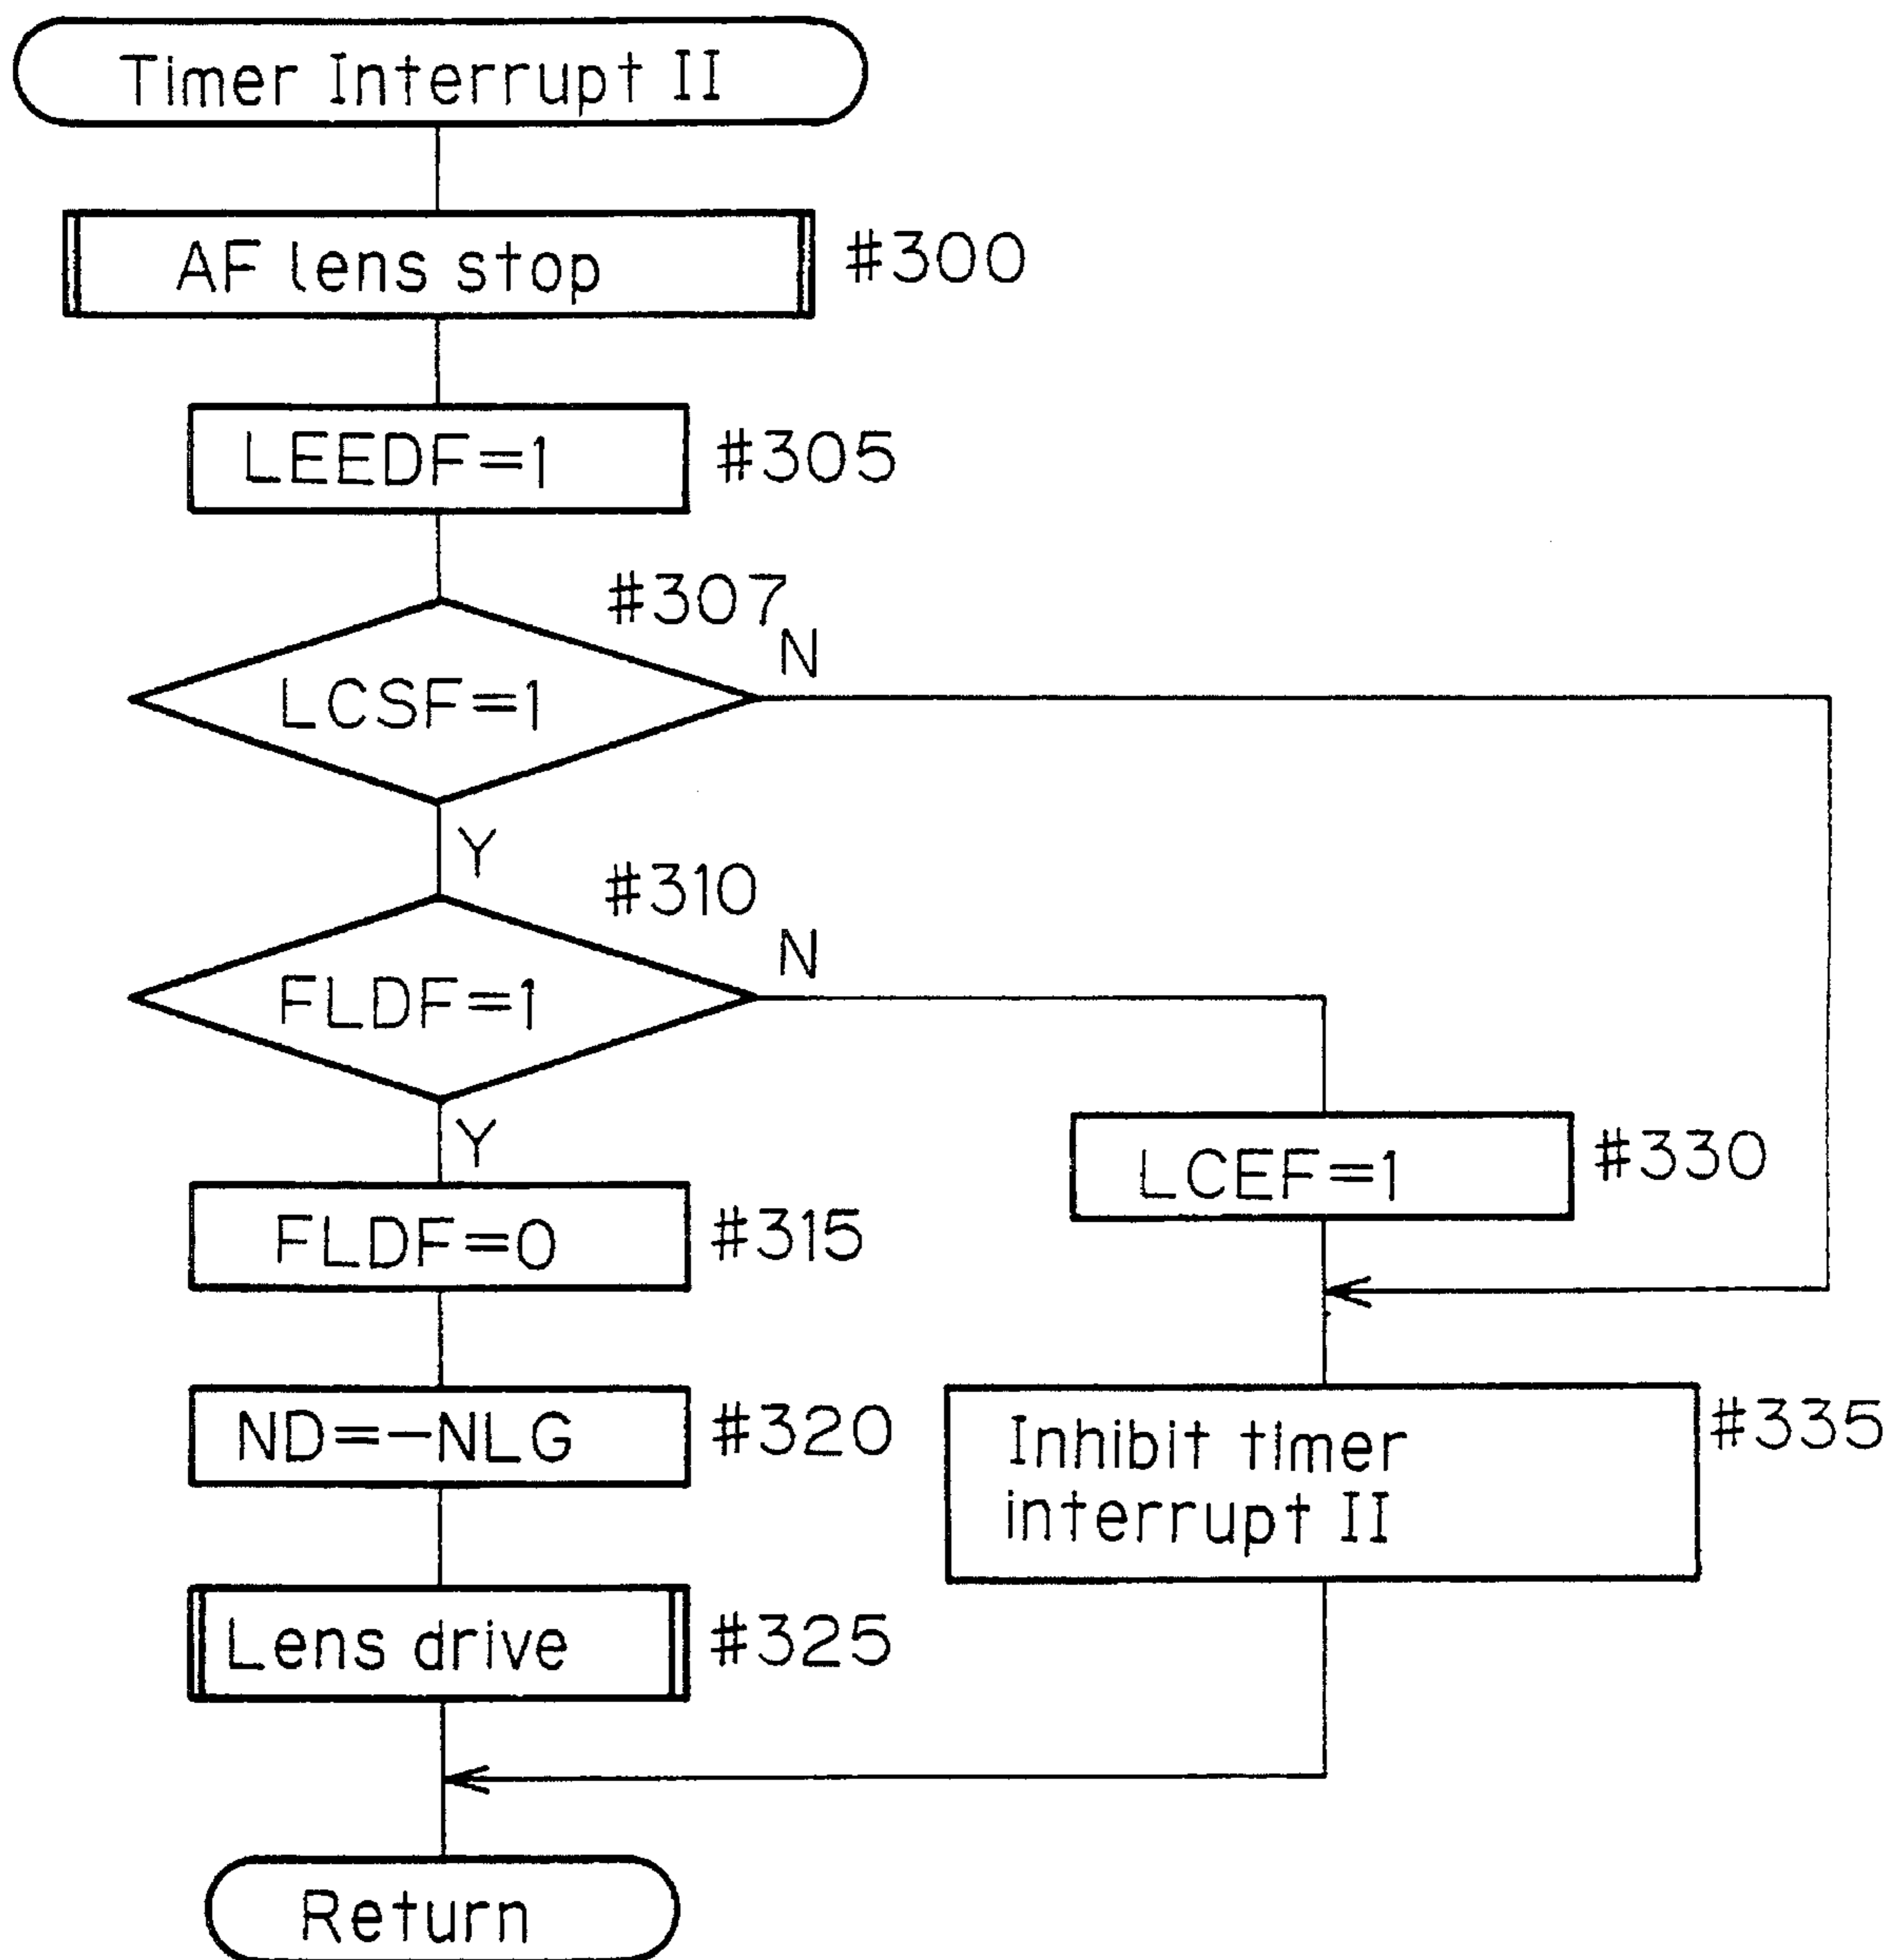 Timer Interrupt II
AF lens stop
#300
LEEDF=1
#305
#307
N
LCSF=1
Y
#310
N
FLDF=1
Y
LCEF=1
#330
FLDF=0
#315
ND=-NLG
#320
Inhibit timer
interrupt II
#335
Lens drive
#325
Return